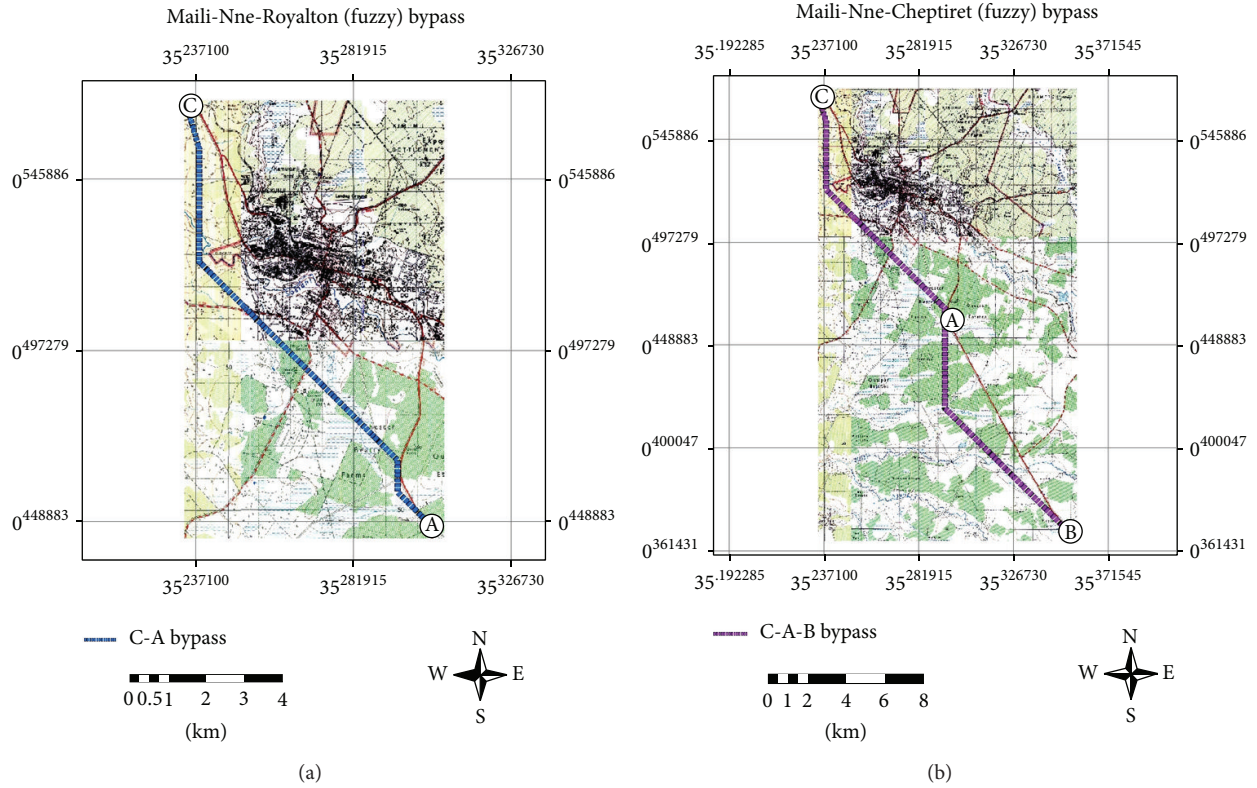 Maili-Nne-Royalton (fuzzy) bypass
35237100 35281915 35326730
C
0545886 0545886
0497279 0497279
0448883 0448883
A
35237100 35281915 35326730
C-A bypass
N
W E
S
0 0.5 1 2 3 4
(km)
(a)
Maili-Nne-Cheptiret (fuzzy) bypass
35.192285 35237100 35281915 35326730 35371545
C
0545886 0545886
0497279 0497279
A
0448883 0448883
0400047 0400047
B
0361431 0361431
35.192285 35237100 35281915 35326730 35371545
C-A-B bypass
N
W E
S
0 1 2 4 6 8
(km)
(b)